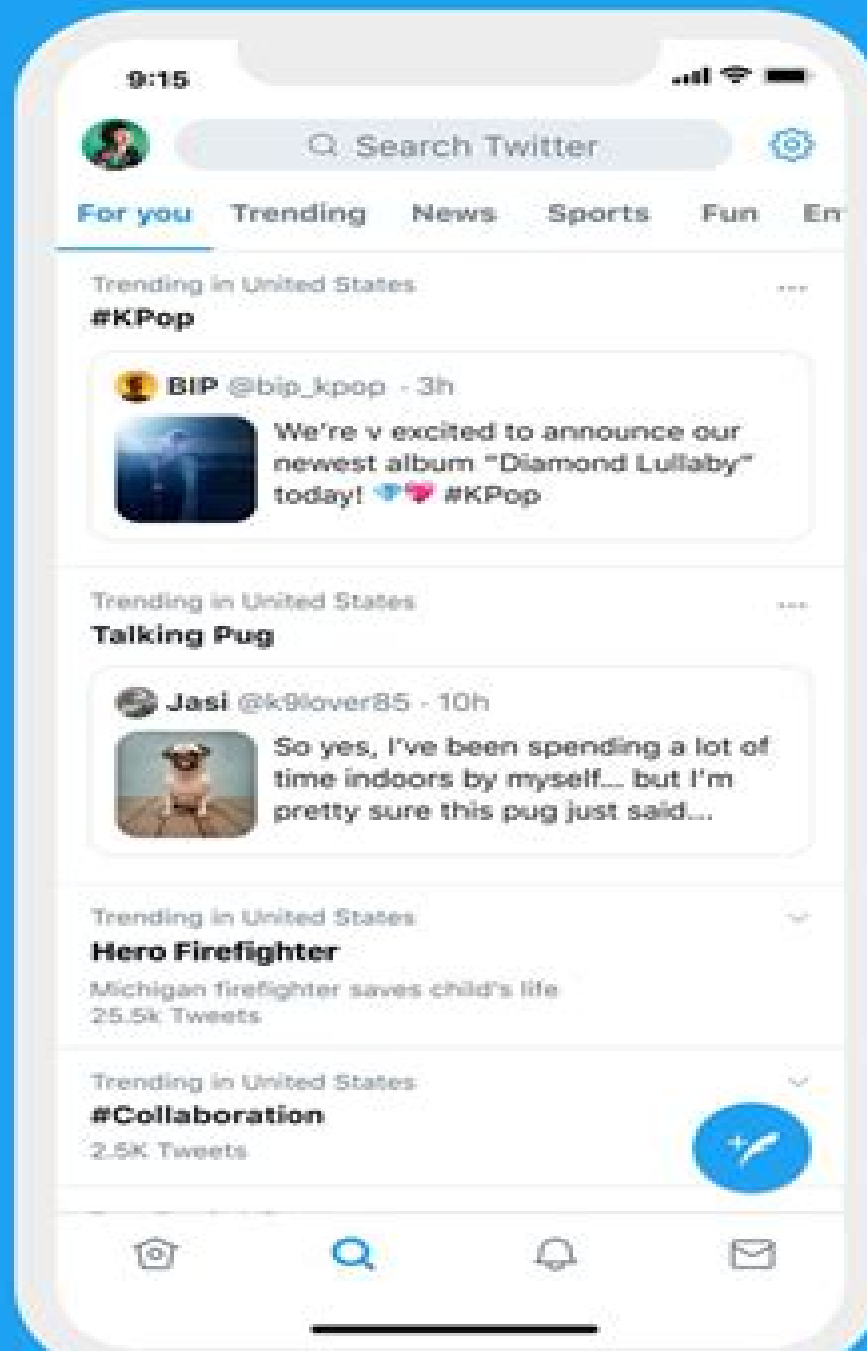 9:15
Search Twitter
For you Trending News Sports Fun En
Trending in United States
#KPop
BIP @bip_kpop · 3h
We're v excited to announce our
newest album "Diamond Lullaby"
today! 💎💖 #KPop
Trending in United States
Talking Pug
Jasi @k9lover85 · 10h
So yes, I've been spending a lot of
time indoors by myself... but I'm
pretty sure this pug just said...
Trending in United States
Hero Firefighter
Michigan firefighter saves child's life
25.5k Tweets
Trending in United States
#Collaboration
2.5K Tweets